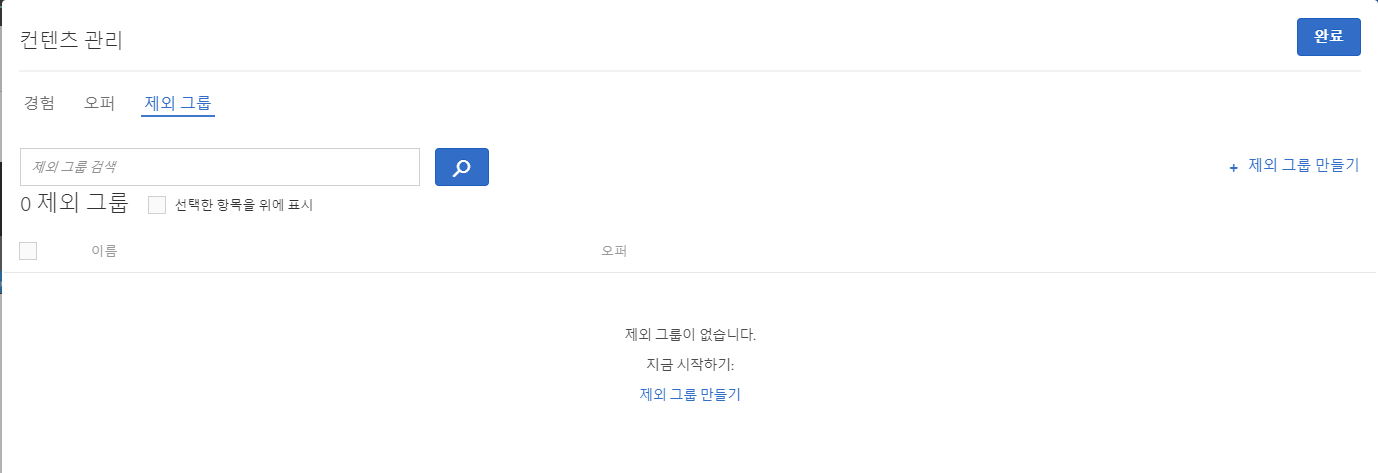 컨텐츠 관리
완료
경험 오퍼 제외 그룹
제외 그룹 검색
+ 제외 그룹 만들기
0 제외 그룹 선택한 항목을 위에 표시
이름 오퍼
제외 그룹이 없습니다.
지금 시작하기:
제외 그룹 만들기